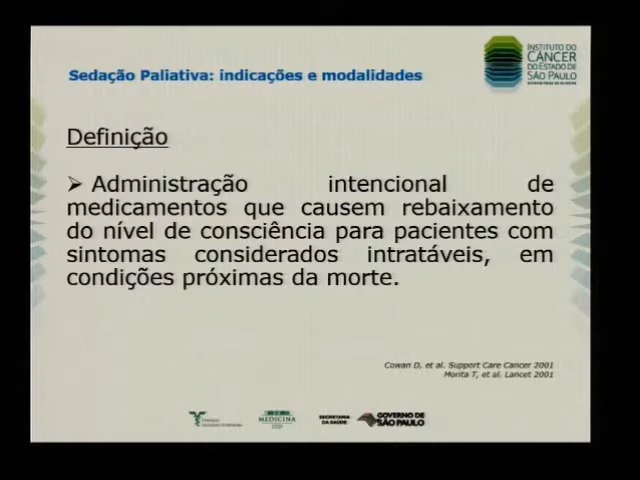 INSTITUTO DO
CÂNCER
DO ESTADO DE
SÃO PAULO
Sedação Paliativa: indicações e modalidades
Definição
➢ Administração intencional de
medicamentos que causem rebaixamento
do nível de consciência para pacientes com
sintomas considerados intratáveis, em
condições próximas da morte.
Cowan D, et al. Support Care Cancer 2001
Morita T, et al. Lancet 2001
MEDICINA
SECRETARIA
DA SAÚDE
GOVERNO DE
SÃO PAULO